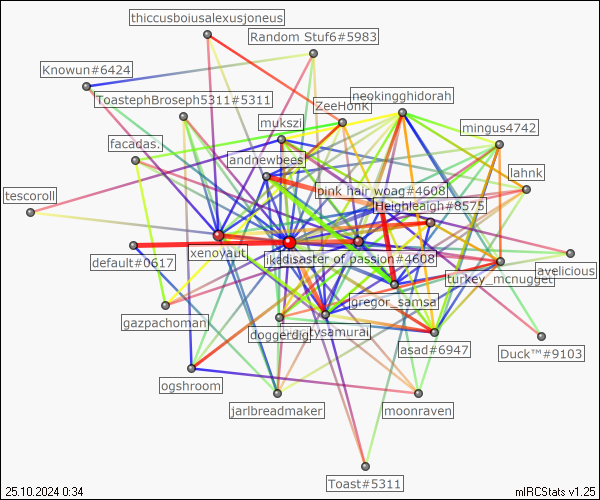 thiccusboiusalexusjoneus
Random Stuf6#5983
Knowun#6424
ToastephBroseph5311#5311
neokingghidorah
ZeeHonK
mukszi
mingus4742
facadas.
andnewbees
lahnk
pink hair woag#4608
tescoroll
Heighleaigh#8575
xenoyaut
disaster of passion#4608
default#0617
avelicious
turkey_mcnugget
gregor_samsa
gazpachoman
doggerdig
asad#6947
Duck™#9103
ogshroom
jarlbreadmaker
moonraven
Toast#5311
25.10.2024 0:34
mIRCStats v1.25